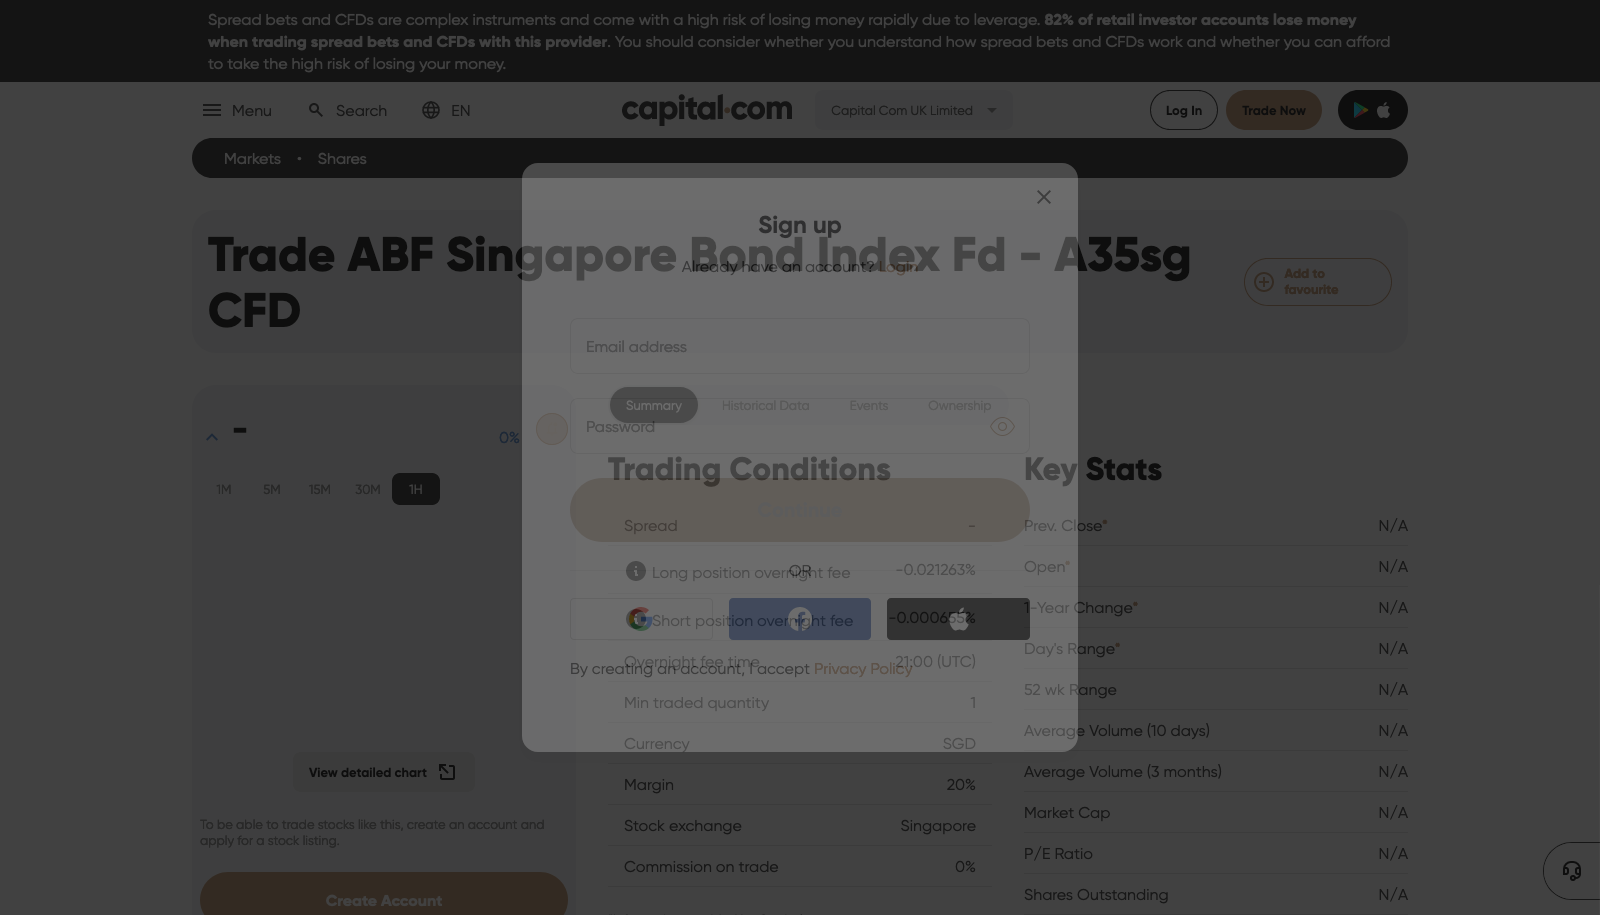 Spread bets and CFDs are complex instruments and come with a high risk of losing money rapidly due to leverage. 82% of retail investor accounts lose money
when trading spread bets and CFDs with this provider. You should consider whether you understand how spread bets and CFDs work and whether you can afford
to take the high risk of losing your money.
Menu
Search
EN
capital.com
Capital Com UK Limited
Log In
Trade Now
Markets • Shares
Sign up
Already have an account? Login
Email address
Password
Continue
OR
By creating an account, I accept Privacy Policy
Trade ABF Singapore Bond Index Fd - A35sg
CFD
Add to
favourite
-
0%
1M 5M 15M 30M 1H
View detailed chart
To be able to trade stocks like this, create an account and
apply for a stock listing.
Create Account
Summary Historical Data Events Ownership
Trading Conditions
Spread -
Long position overnight fee -0.021263%
Short position overnight fee -0.000655%
Overnight fee time 21:00 (UTC)
Min traded quantity 1
Currency SGD
Margin 20%
Stock exchange Singapore
Commission on trade 0%
Key Stats
Prev. Close* N/A
Open* N/A
1-Year Change* N/A
Day's Range* N/A
52 wk Range N/A
Average Volume (10 days) N/A
Average Volume (3 months) N/A
Market Cap N/A
P/E Ratio N/A
Shares Outstanding N/A